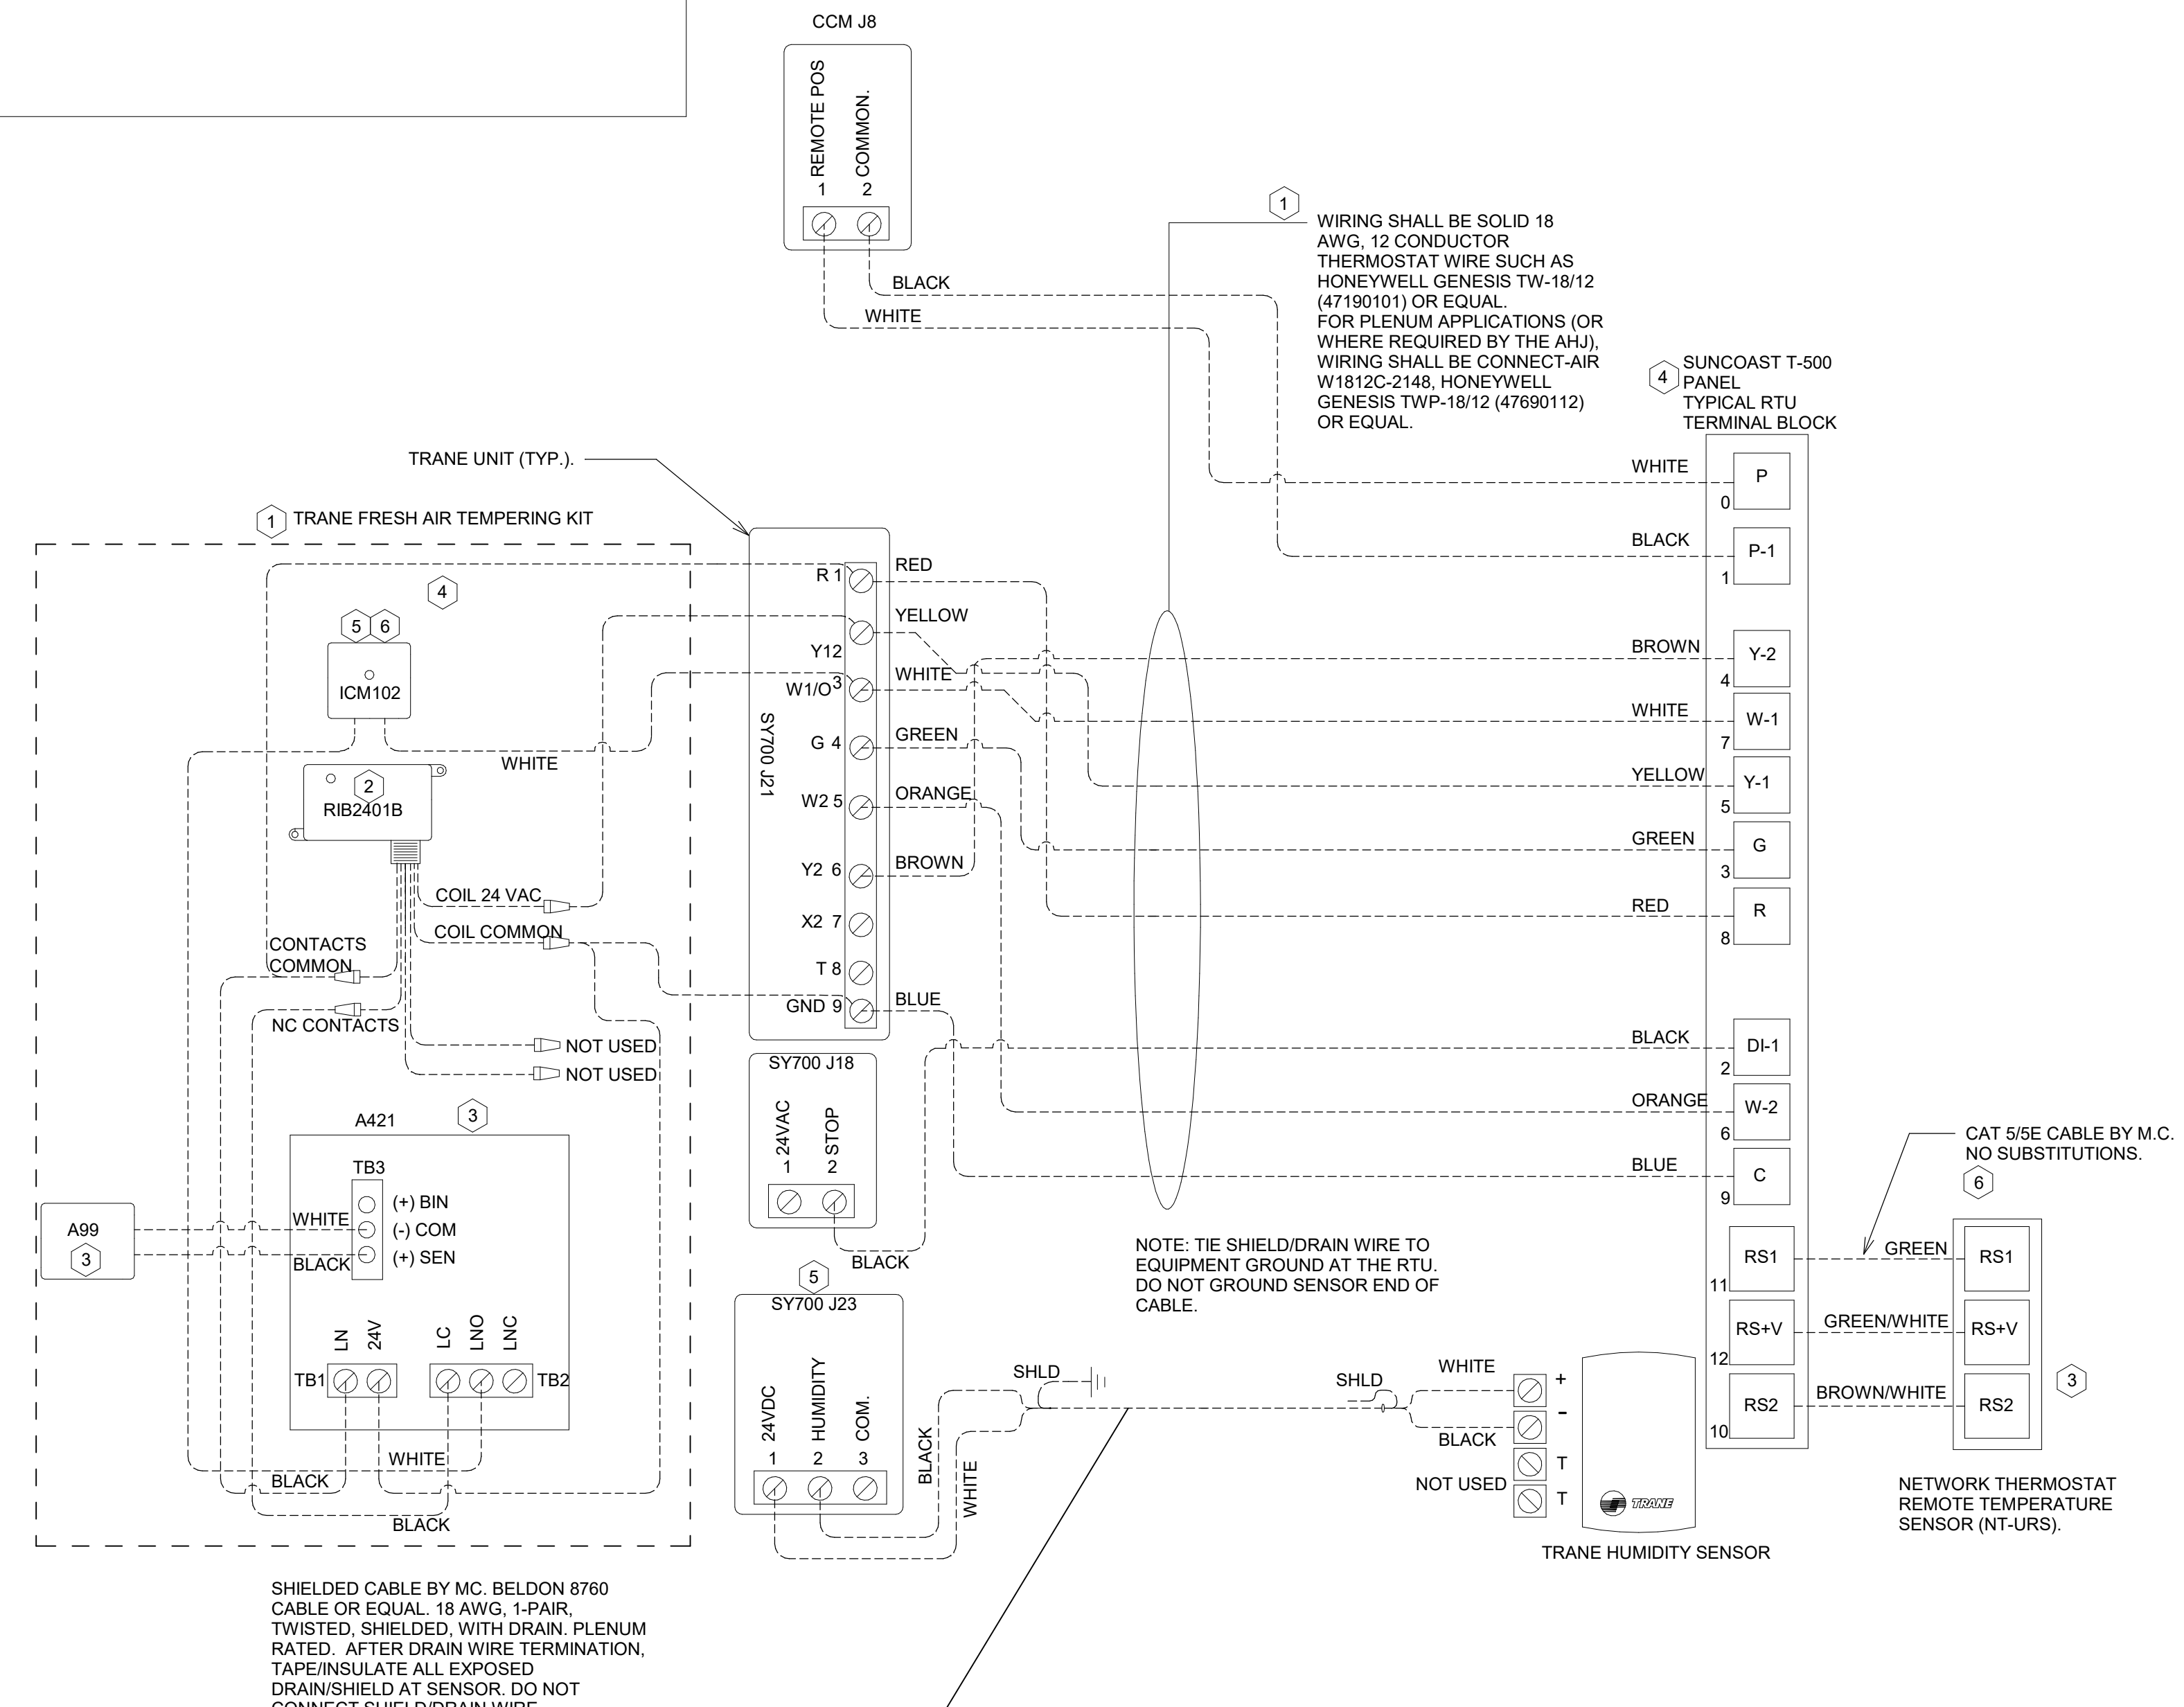 CCM J8
REMOTE POS
COMMON.
1
2
BLACK
WHITE
1
WIRING SHALL BE SOLID 18
AWG, 12 CONDUCTOR
THERMOSTAT WIRE SUCH AS
HONEYWELL GENESIS TW-18/12
(47190101) OR EQUAL.
FOR PLENUM APPLICATIONS (OR
WHERE REQUIRED BY THE AHJ),
WIRING SHALL BE CONNECT-AIR
W1812C-2148, HONEYWELL
GENESIS TWP-18/12 (47690112)
OR EQUAL.
4
SUNCOAST T-500
PANEL
TYPICAL RTU
TERMINAL BLOCK
WHITE
P
0
BLACK
P-1
1
BROWN
Y-2
4
WHITE
W-1
7
YELLOW
Y-1
5
GREEN
G
3
RED
R
8
BLACK
DI-1
2
ORANGE
W-2
6
BLUE
C
9
RS1
11
RS+V
12
RS2
10
TRANE UNIT (TYP.).
1
TRANE FRESH AIR TEMPERING KIT
4
5
6
ICM102
WHITE
2
RIB2401B
COIL 24 VAC
COIL COMMON
CONTACTS
COMMON
NC CONTACTS
NOT USED
NOT USED
A421
3
TB3
(+) BIN
(-) COM
(+) SEN
A99
3
WHITE
BLACK
LN
24V
LC
LNO
LNC
TB1
TB2
WHITE
BLACK
BLACK
SY700 J21
R 1
RED
YELLOW
Y12
WHITE
W1/O3
G 4
GREEN
W2 5
ORANGE
Y2 6
BROWN
X2 7
T 8
GND 9
BLUE
SY700 J18
24VAC
STOP
1
2
BLACK
5
SY700 J23
24VDC
HUMIDITY
COM.
1
2
3
BLACK
WHITE
NOTE: TIE SHIELD/DRAIN WIRE TO
EQUIPMENT GROUND AT THE RTU.
DO NOT GROUND SENSOR END OF
CABLE.
SHLD
SHLD
WHITE
+
-
BLACK
T
NOT USED
T
TRANE
TRANE HUMIDITY SENSOR
CAT 5/5E CABLE BY M.C.
NO SUBSTITUTIONS.
6
GREEN
RS1
GREEN/WHITE
RS+V
BROWN/WHITE
RS2
3
NETWORK THERMOSTAT
REMOTE TEMPERATURE
SENSOR (NT-URS).
SHIELDED CABLE BY MC. BELDON 8760
CABLE OR EQUAL. 18 AWG, 1-PAIR,
TWISTED, SHIELDED, WITH DRAIN. PLENUM
RATED. AFTER DRAIN WIRE TERMINATION,
TAPE/INSULATE ALL EXPOSED
DRAIN/SHIELD AT SENSOR. DO NOT
CONNECT SHIELD/DRAIN WIRE